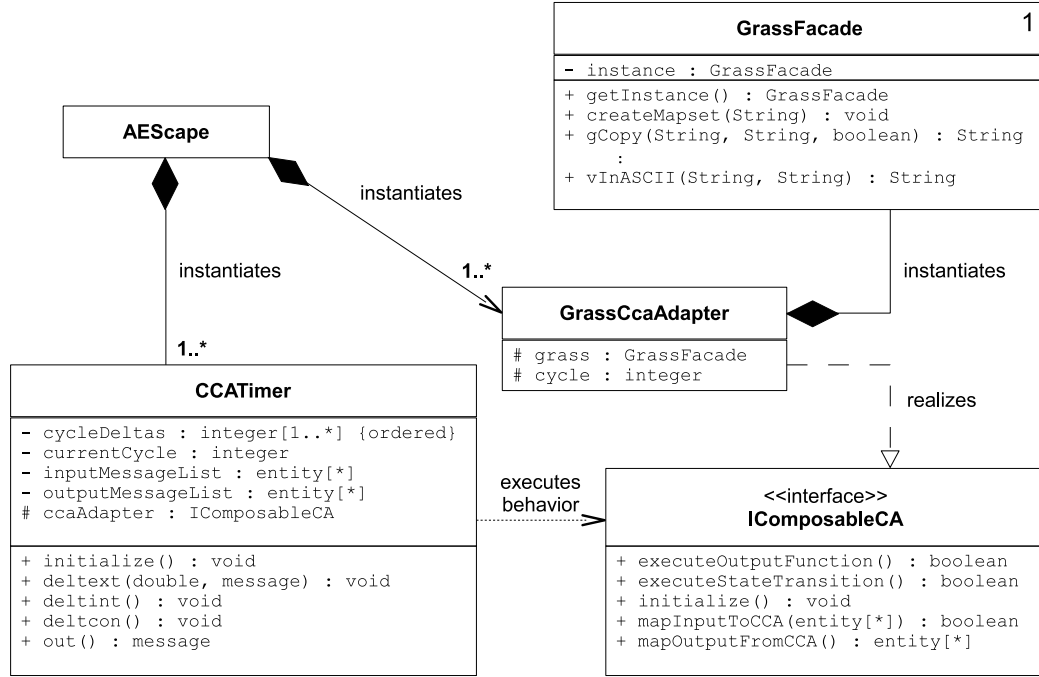 GrassFacade
1
- instance : GrassFacade
+ getInstance() : GrassFacade
+ createMapset(String) : void
+ gCopy(String, String, boolean) : String
:
+ vInASCII(String, String) : String
AEScape
instantiates
instantiates
1..*
instantiates
GrassCcaAdapter
# grass : GrassFacade
# cycle : integer
1..*
CCATimer
- cycleDeltas : integer[1..*] {ordered}
- currentCycle : integer
- inputMessageList : entity[*]
- outputMessageList : entity[*]
# ccaAdapter : IComposableCA
+ initialize() : void
+ deltext(double, message) : void
+ deltint() : void
+ deltcon() : void
+ out() : message
realizes
executes
behavior
<<interface>>
IComposableCA
+ executeOutputFunction() : boolean
+ executeStateTransition() : boolean
+ initialize() : void
+ mapInputToCCA(entity[*]) : boolean
+ mapOutputFromCCA() : entity[*]